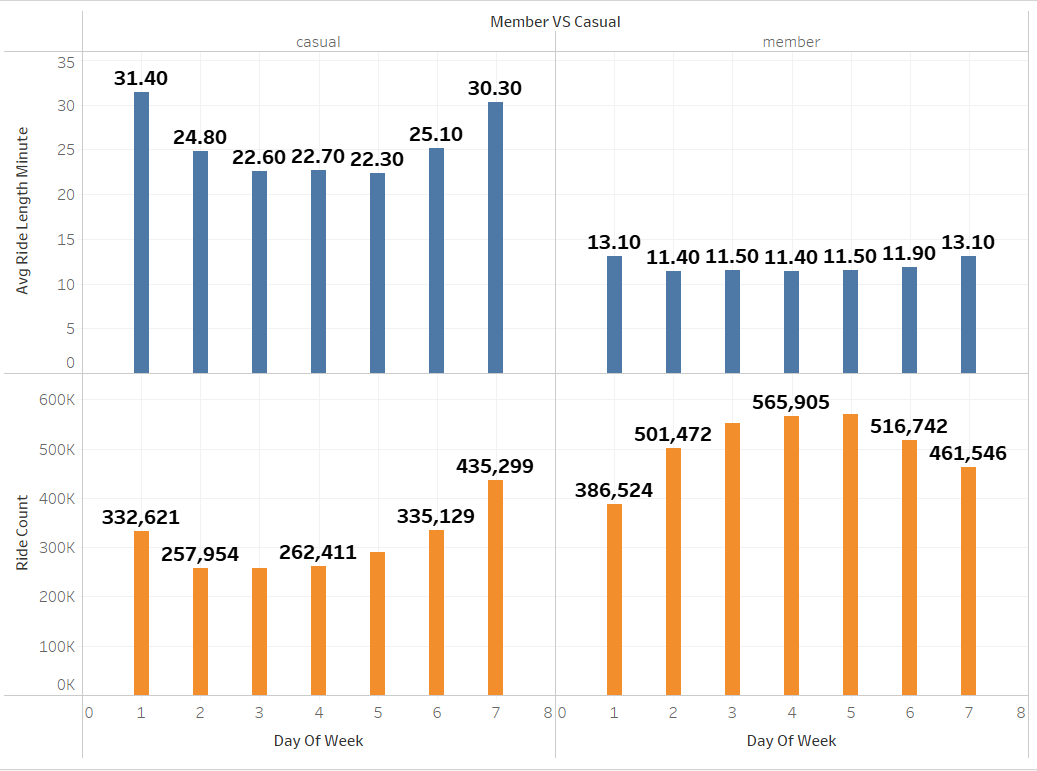 Member VS Casual
casual member
35
30
25
20
15
10
5
0
Avg Ride Length Minute
31.40 24.80 22.60 22.70 22.30 25.10 30.30
13.10 11.40 11.50 11.40 11.50 11.90 13.10
600K
500K
400K
300K
200K
100K
0K
Ride Count
332,621 257,954 262,411 335,129 435,299
386,524 501,472 565,905 516,742 461,546
0 1 2 3 4 5 6 7 8 0 1 2 3 4 5 6 7 8
Day Of Week Day Of Week